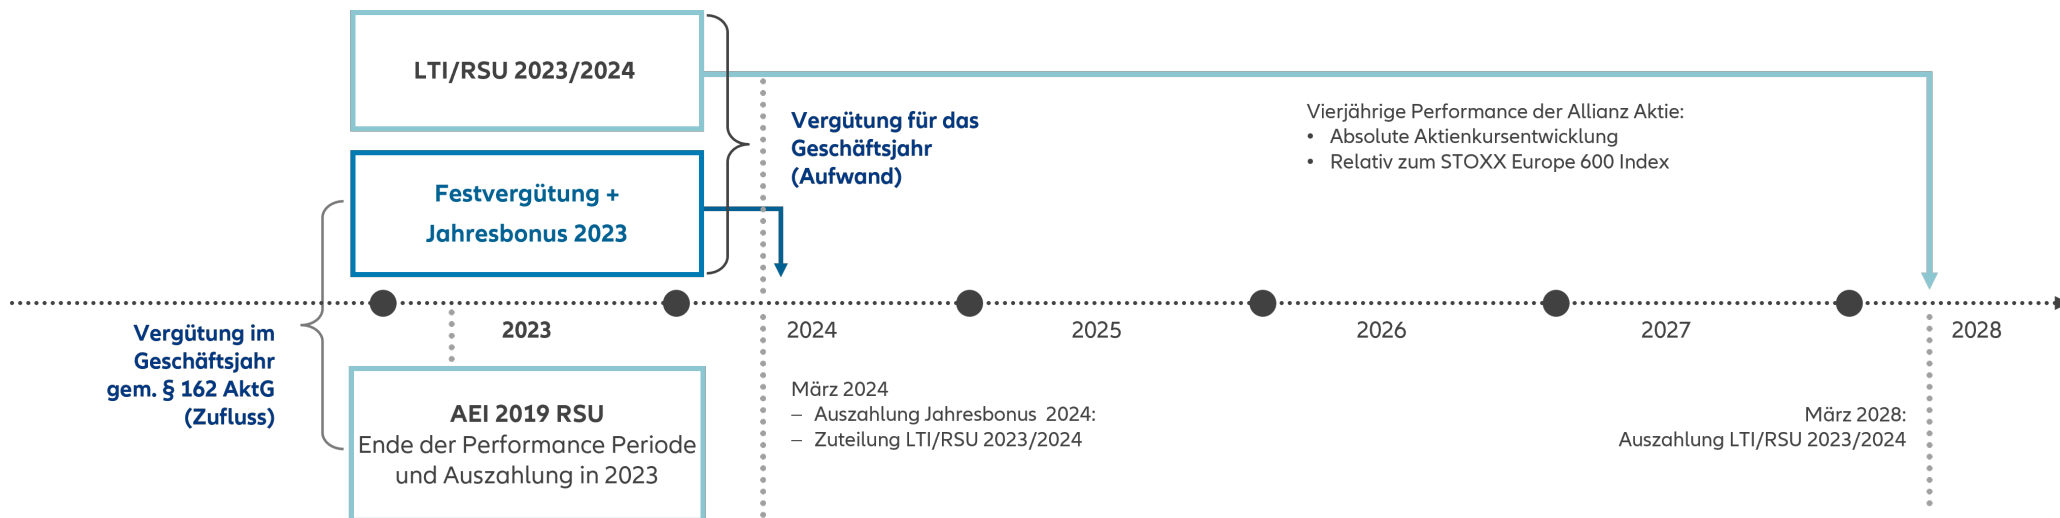 LTI/RSU 2023/2024
Vergütung für das
Geschäftsjahr
(Aufwand)
Vierjährige Performance der Allianz Aktie:
• Absolute Aktienkursentwicklung
• Relativ zum STOXX Europe 600 Index
Festvergütung +
Jahresbonus 2023
2023
2024
2025
2026
2027
2028
Vergütung im
Geschäftsjahr
gem. § 162 AktG
(Zufluss)
AEI 2019 RSU
Ende der Performance Periode
und Auszahlung in 2023
März 2024
– Auszahlung Jahresbonus 2024:
– Zuteilung LTI/RSU 2023/2024
März 2028:
Auszahlung LTI/RSU 2023/2024